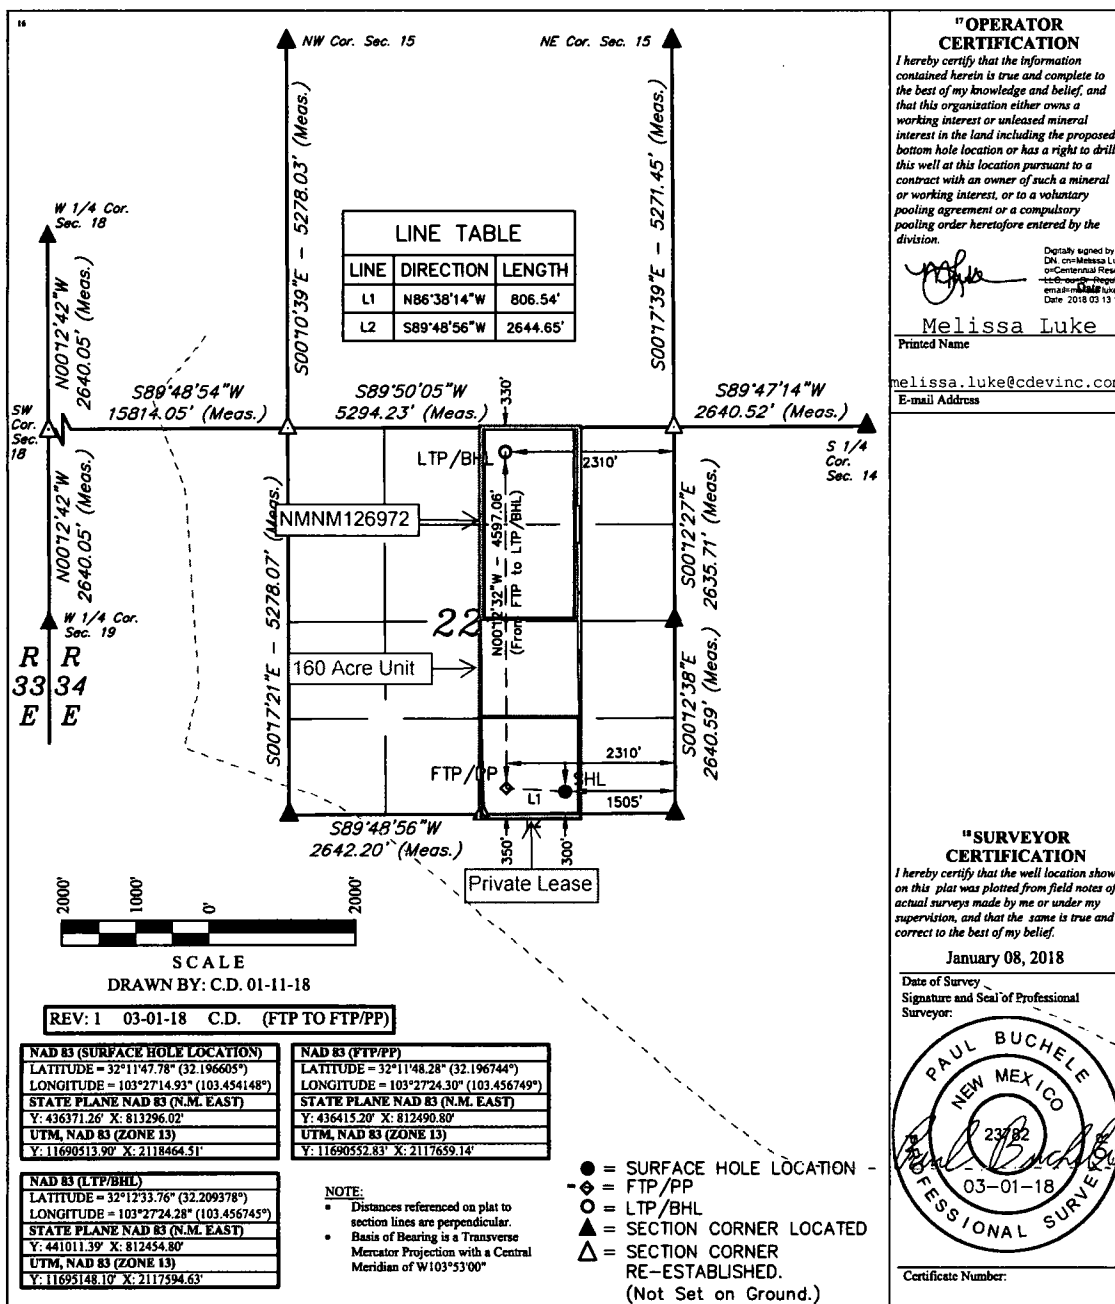 16
NW Cor. Sec. 15
NE Cor. Sec. 15
S00°10'39"E - 5278.03' (Meas.)
S00°17'39"E - 5271.45' (Meas.)
W 1/4 Cor.
Sec. 18
N00°12'42"W
2640.05' (Meas.)
LINE TABLE
LINE DIRECTION LENGTH
L1 N86°38'14"W 806.54'
L2 S89°48'56"W 2644.65'
SW
Cor.
Sec.
18
S89°48'54"W
15814.05' (Meas.)
S89°50'05"W
5294.23' (Meas.)
330'
S89°47'14"W
2640.52' (Meas.)
S 1/4
Cor.
Sec. 14
LTP/BHL
2310'
N00°12'42"W
2640.05' (Meas.)
NMNM126972
S00°17'21"E - 5278.07' (Meas.)
N00°12'32"W - 4597.06'
(From FTP to LTP/BHL)
S00°12'27"E
2635.71' (Meas.)
W 1/4 Cor.
Sec. 19
22
160 Acre Unit
R R
33 34
E E
S00°12'38"E
2640.59' (Meas.)
2310'
FTP/PP
SHL
L1
1505'
S89°48'56"W
2642.20' (Meas.)
350'
300'
Private Lease
2000'
1000'
0'
2000'
SCALE
DRAWN BY: C.D. 01-11-18
REV: 1 03-01-18 C.D. (FTP TO FTP/PP)
NAD 83 (SURFACE HOLE LOCATION)
LATITUDE = 32°11'47.78" (32.196605°)
LONGITUDE = 103°27'14.93" (103.454148°)
STATE PLANE NAD 83 (N.M. EAST)
Y: 436371.26' X: 813296.02'
UTM, NAD 83 (ZONE 13)
Y: 11690513.90' X: 2118464.51'
NAD 83 (FTP/PP)
LATITUDE = 32°11'48.28" (32.196744°)
LONGITUDE = 103°27'24.30" (103.456749°)
STATE PLANE NAD 83 (N.M. EAST)
Y: 436415.20' X: 812490.80'
UTM, NAD 83 (ZONE 13)
Y: 11690552.83' X: 2117659.14'
NAD 83 (LTP/BHL)
LATITUDE = 32°12'33.76" (32.209378°)
LONGITUDE = 103°27'24.28" (103.456745°)
STATE PLANE NAD 83 (N.M. EAST)
Y: 441011.39' X: 812454.80'
UTM, NAD 83 (ZONE 13)
Y: 11695148.10' X: 2117594.63'
NOTE:
• Distances referenced on plat to
section lines are perpendicular.
• Basis of Bearing is a Transverse
Mercator Projection with a Central
Meridian of W103°53'00"
= SURFACE HOLE LOCATION
= FTP/PP
= LTP/BHL
= SECTION CORNER LOCATED
= SECTION CORNER
RE-ESTABLISHED.
(Not Set on Ground.)
17 OPERATOR
CERTIFICATION
I hereby certify that the information
contained herein is true and complete to
the best of my knowledge and belief, and
that this organization either owns a
working interest or unleased mineral
interest in the land including the proposed
bottom hole location or has a right to drill
this well at this location pursuant to a
contract with an owner of such a mineral
or working interest, or to a voluntary
pooling agreement or a compulsory
pooling order heretofore entered by the
division.
Digitally signed by
DN. cn=Melissa Lu
o=Centennial Res
Date 2018 03 13
Melissa Luke
Printed Name
melissa.luke@cdevinc.com
E-mail Address
18 SURVEYOR
CERTIFICATION
I hereby certify that the well location show
on this plat was plotted from field notes of
actual surveys made by me or under my
supervision, and that the same is true and
correct to the best of my belief.
January 08, 2018
Date of Survey
Signature and Seal of Professional
Surveyor:
PAUL BUCHELE
NEW MEXICO
23782
03-01-18
PROFESSIONAL SURVEYOR
Certificate Number: